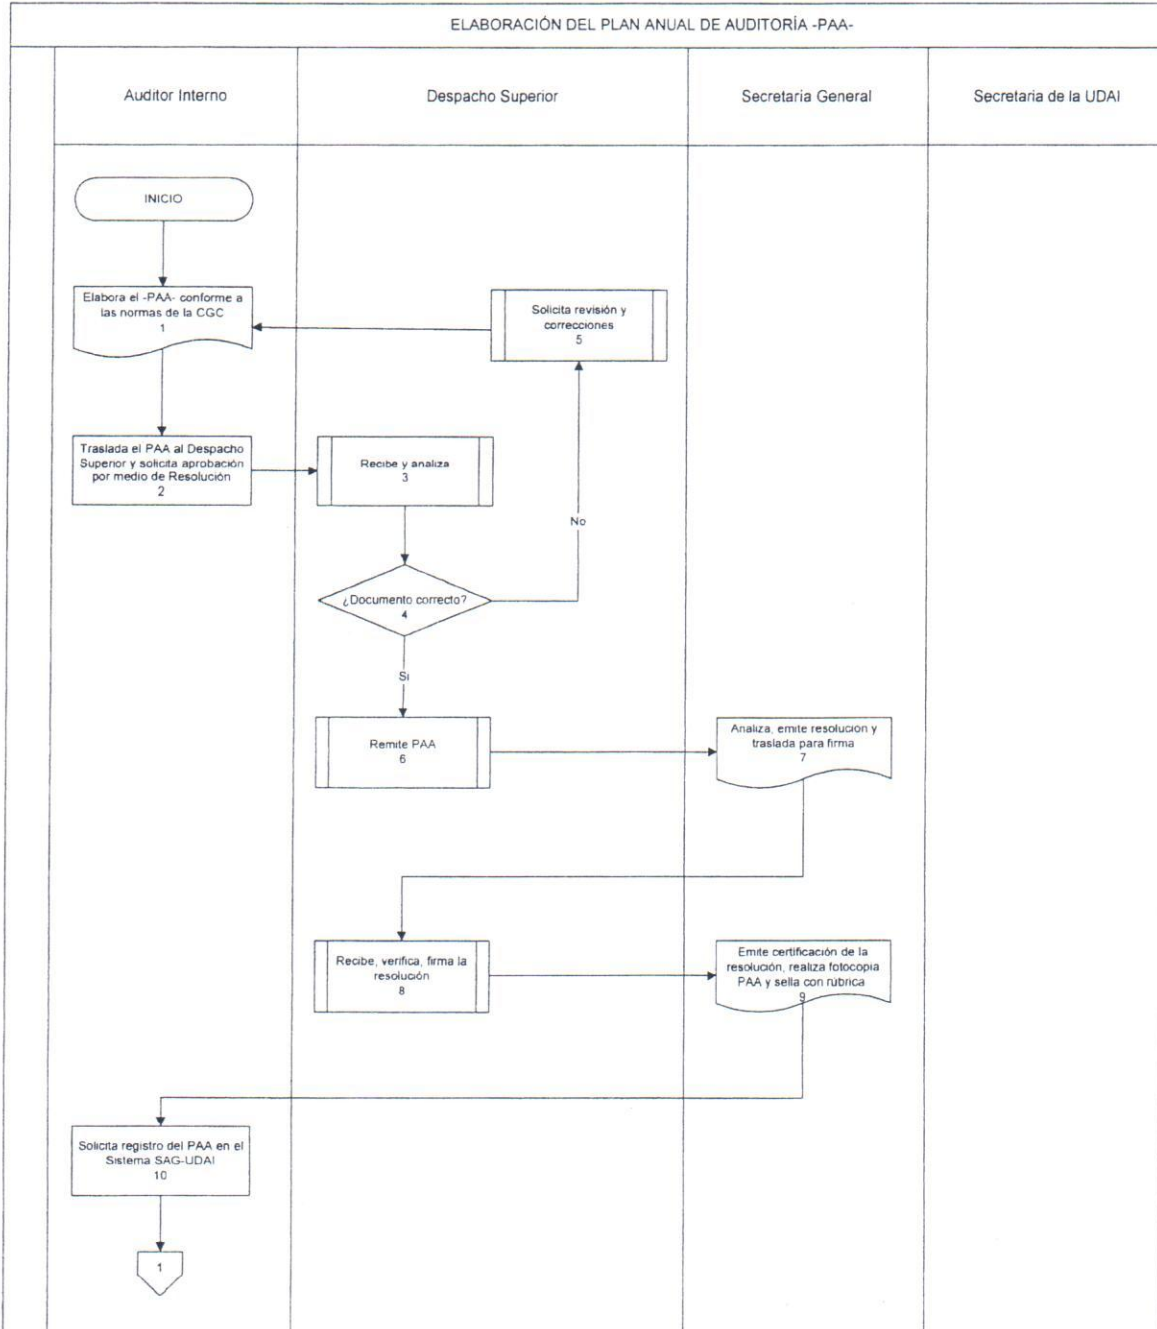 ELABORACIÓN DEL PLAN ANUAL DE AUDITORÍA -PAA-
Auditor Interno
Despacho Superior
Secretaria General
Secretaria de la UDAI
INICIO
Elabora el -PAA- conforme a
las normas de la CGC
1
Solicita revisión y
correcciones
5
Traslada el PAA al Despacho
Superior y solicita aprobación
por medio de Resolución
2
Recibe y analiza
3
No
¿Documento correcto?
4
Si
Remite PAA
6
Analiza, emite resolución y
traslada para firma
7
Recibe, verifica, firma la
resolución
8
Emite certificación de la
resolución, realiza fotocopia
PAA y sella con rúbrica
9
Solicita registro del PAA en el
Sistema SAG-UDAI
10
1